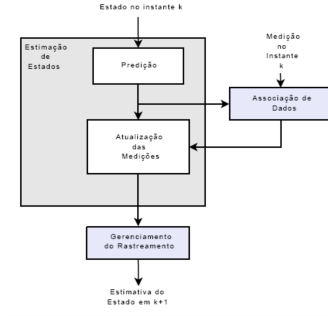 Estado no instante k
Estimação
de
Estados
Predição
Medição
no
Instante
k
Associação de
Dados
Atualização
das
Medições
Gerenciamento
do Rastreamento
Estimativa do
Estado em k+1